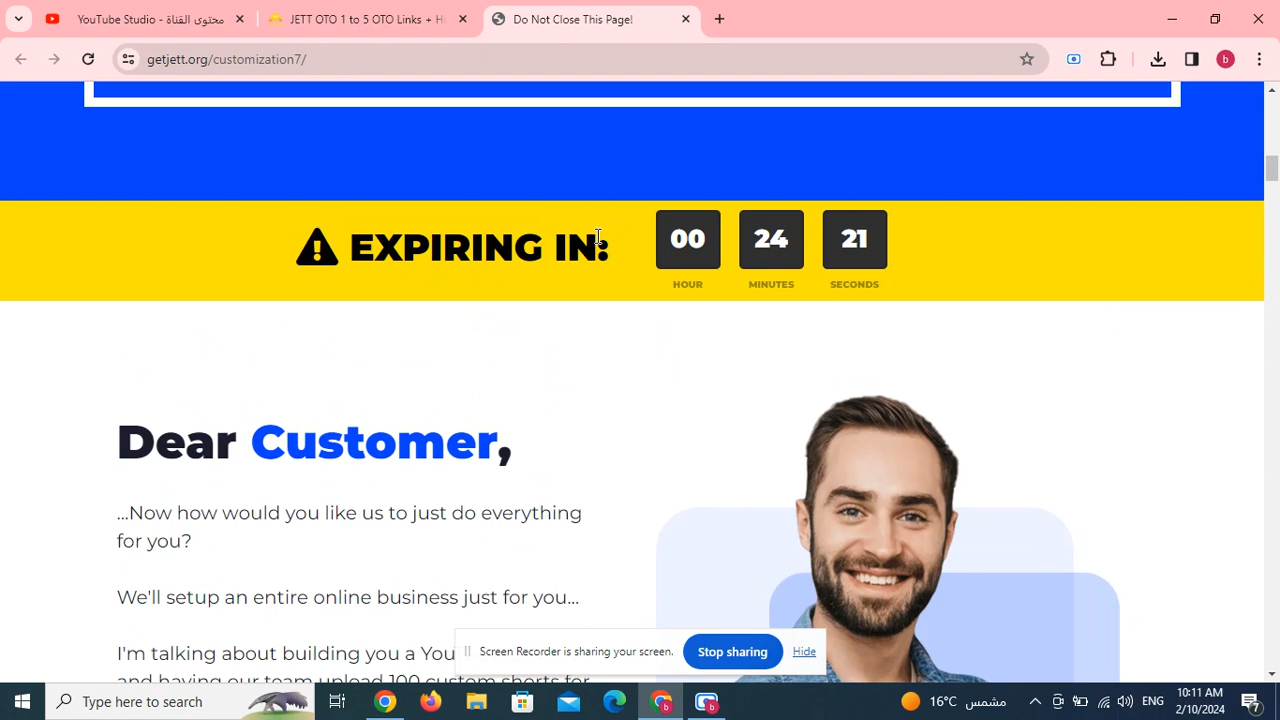 YouTube Studio - محتوى القناة
JETT OTO 1 to 5 OTO Links + H
Do Not Close This Page!
getjett.org/customization7/
b
EXPIRING IN:
00 24 21
HOUR MINUTES SECONDS
Dear Customer,
...Now how would you like us to just do everything
for you?
We'll setup an entire online business just for you...
I'm talking about building you a You
and having our team upload 100 custom shorts for
Screen Recorder is sharing your screen.
Stop sharing
Hide
Type here to search
16°C مشمس
ENG
10:11 AM
2/10/2024
7